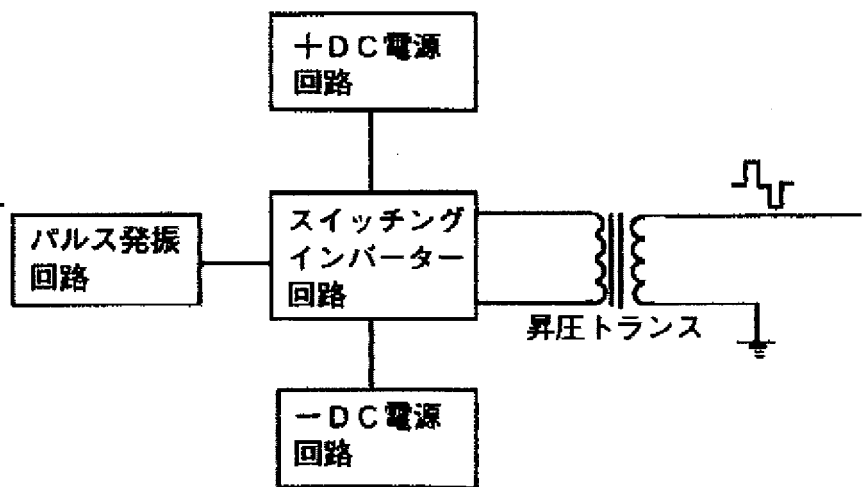 ＋ＤＣ電源
回路
パルス発振
回路
スイッチング
インバーター
回路
昇圧トランス
－ＤＣ電源
回路